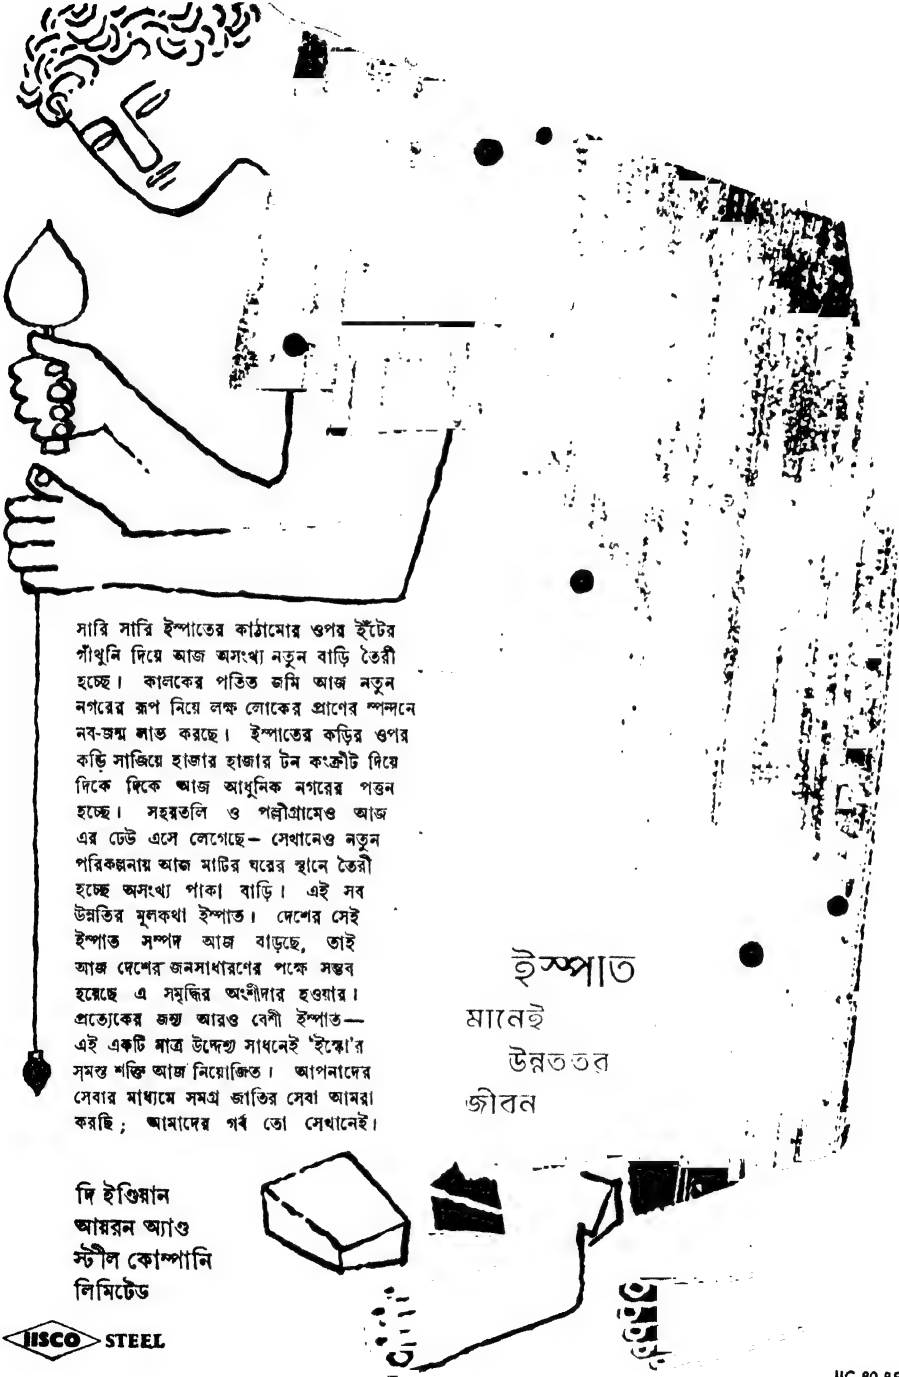 সারি সারি ইস্পাতের কাঠামোর ওপর ইঁটের
গাঁথুনি দিয়ে আজ অসংখ্য নতুন বাড়ি তৈরী
হচ্ছে। কালকের পতিত জমি আজ নতুন
নগরের রূপ নিয়ে লক্ষ লোকের প্রাণের স্পন্দনে
নব-জন্ম লাভ করছে। ইস্পাতের কড়ির ওপর
কড়ি সাজিয়ে হাজার হাজার টন কংক্রীট দিয়ে
দিকে দিকে আজ আধুনিক নগরের পত্তন
হচ্ছে। সহরতলি ও পল্লীগ্রামেও আজ
এর ঢেউ এসে লেগেছে— সেখানেও নতুন
পরিকল্পনায় আজ মাটির ঘরের স্থানে তৈরী
হচ্ছে অসংখ্য পাকা বাড়ি। এই সব
উন্নতির মূলকথা ইস্পাত। দেশের সেই
ইস্পাত সম্পদ আজ বাড়ছে, তাই
আজ দেশের জনসাধারণের পক্ষে সম্ভব
হয়েছে এ সমৃদ্ধির অংশীদার হওয়ার।
প্রত্যেকের জন্য আরও বেশী ইস্পাত—
এই একটি মাত্র উদ্দেশ্য সাধনেই 'ইস্কো'র
সমস্ত শক্তি আজ নিয়োজিত। আপনাদের
সেবার মাধ্যমে সমগ্র জাতির সেবা আমরা
করছি; আমাদের গর্ব তো সেখানেই।
ইস্পাত
মানেই
উন্নততর
জীবন
দি ইণ্ডিয়ান
আয়রন অ্যাণ্ড
স্টীল কোম্পানি
লিমিটেড
IISCO STEEL